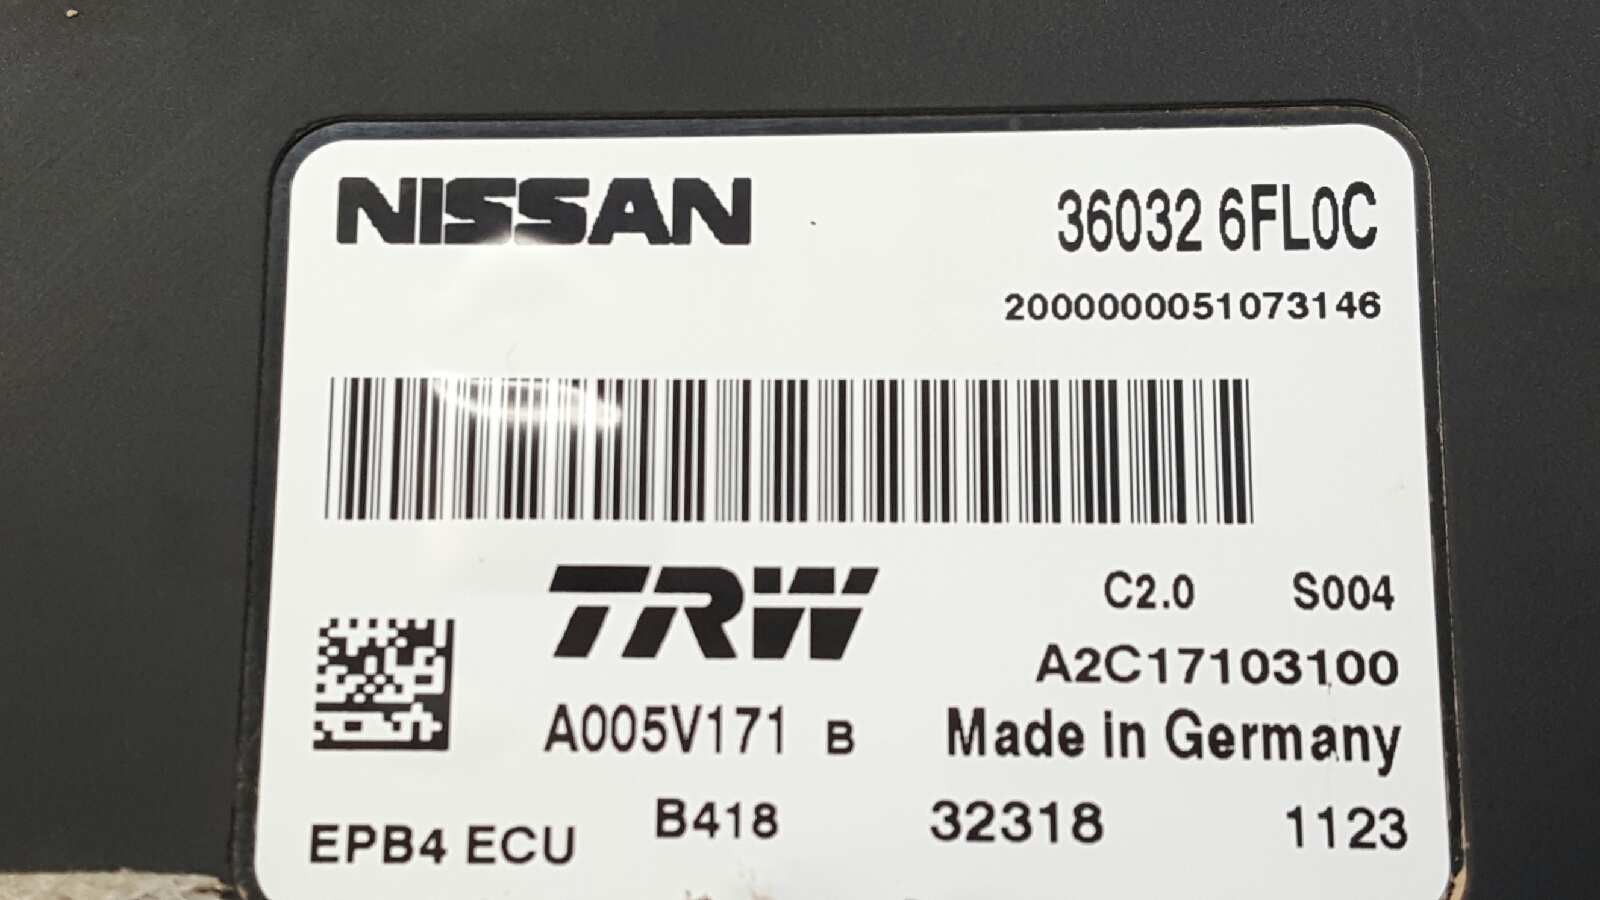 NISSAN
36032 6FL0C
2000000051073146
TRW
C2.0 S004
A2C17103100
A005V171 B
Made in Germany
EPB4 ECU B418 32318 1123